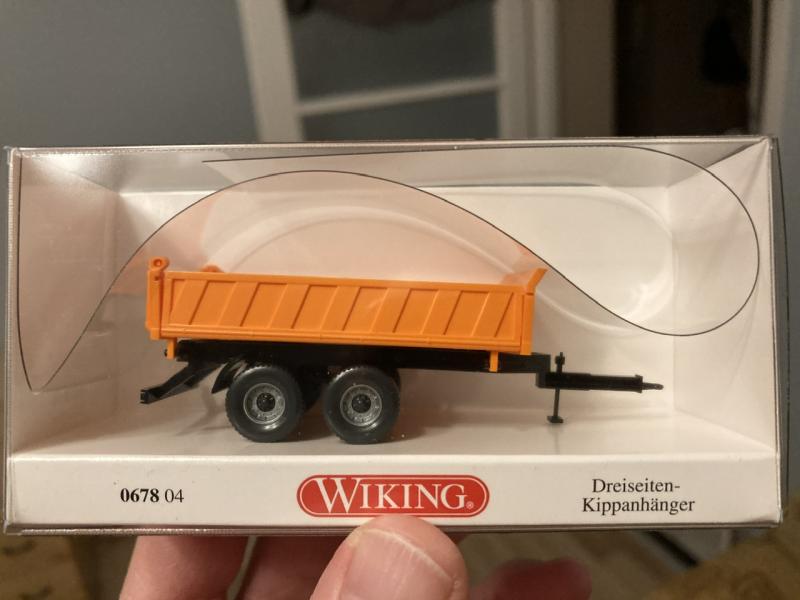 0678 04
WIKING®
Dreiseiten-
Kippanhänger